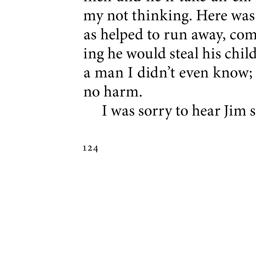 my not thinking. Here was
as helped to run away, com
ing he would steal his child
a man I didn't even know;
no harm.
I was sorry to hear Jim s
124